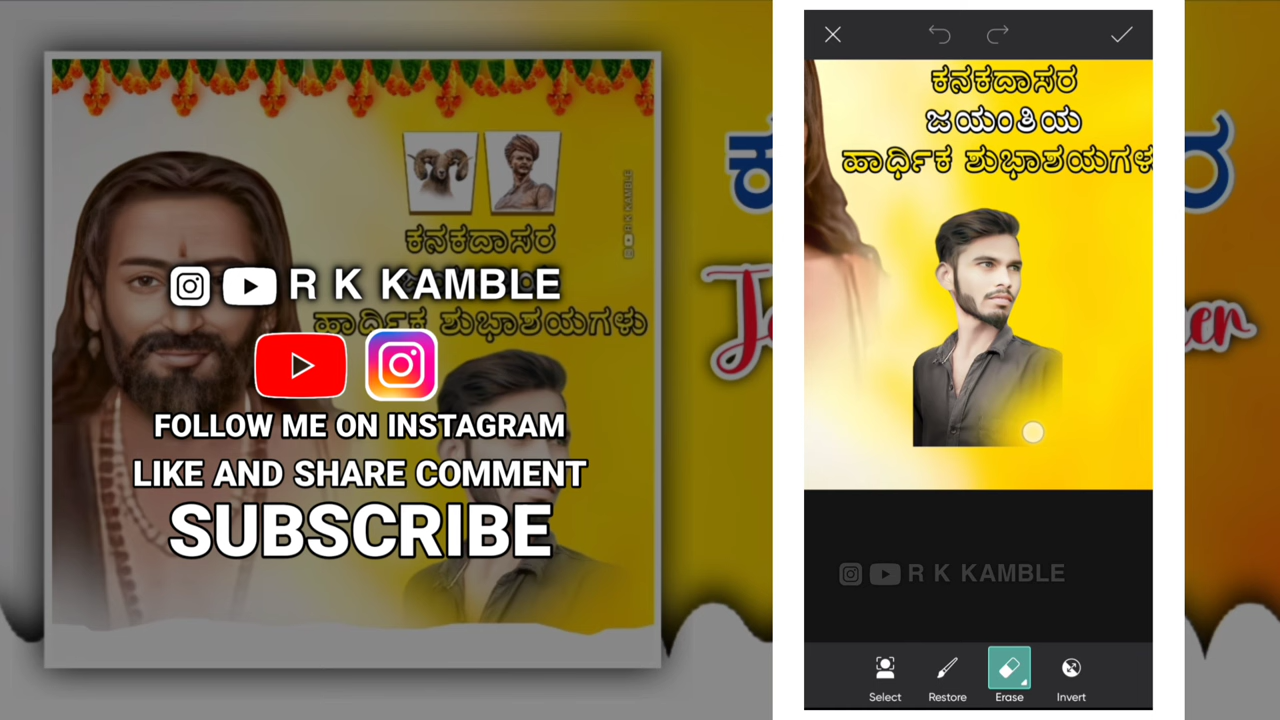 ಕನಕದಾಸರ
R K KAMBLE
ಹಾರ್ಧಿಕ ಶುಭಾಶಯಗಳು
R K KAMBLE
FOLLOW ME ON INSTAGRAM
LIKE AND SHARE COMMENT
SUBSCRIBE
ಕನಕದಾಸರ
ಜಯಂತಿಯ
ಹಾರ್ಧಿಕ ಶುಭಾಶಯಗಳು
R K KAMBLE
Select
Restore
Erase
Invert